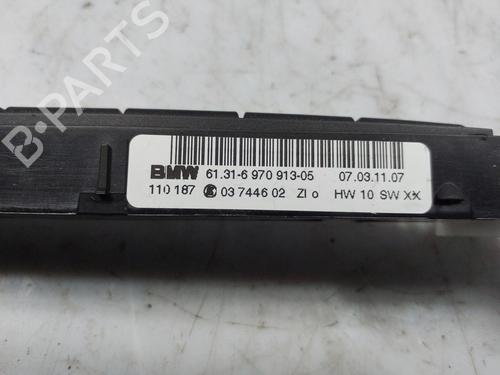 B-PARTS
BMW 61.31-6 970 913-05 07.03.11.07
110 187 03 7446 02 ZI o HW 10 SW XX